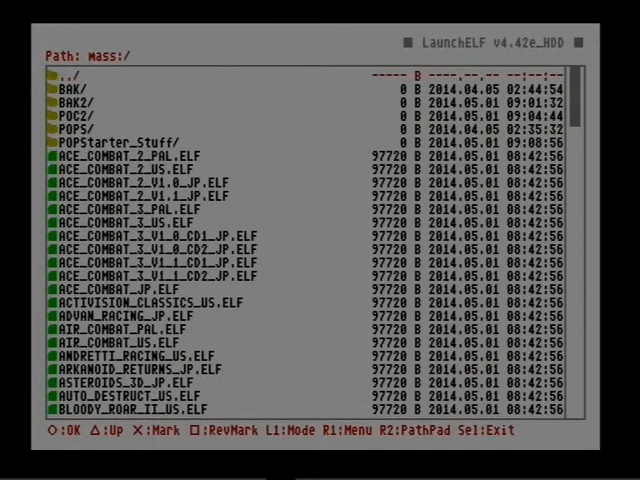 ■ LaunchELF v4.42e_HDD ■
Path: mass:/
../ ----- B ----.--.-- --:--:--
BAK/ 0 B 2014.04.05 02:44:54
BAK2/ 0 B 2014.05.01 09:01:32
POC2/ 0 B 2014.05.01 09:04:44
POPS/ 0 B 2014.04.05 02:35:32
POPStarter_Stuff/ 0 B 2014.05.01 09:08:56
ACE_COMBAT_2_PAL.ELF 97720 B 2014.05.01 08:42:56
ACE_COMBAT_2_US.ELF 97720 B 2014.05.01 08:42:56
ACE_COMBAT_2_V1.0_JP.ELF 97720 B 2014.05.01 08:42:56
ACE_COMBAT_2_V1.1_JP.ELF 97720 B 2014.05.01 08:42:56
ACE_COMBAT_3_PAL.ELF 97720 B 2014.05.01 08:42:56
ACE_COMBAT_3_US.ELF 97720 B 2014.05.01 08:42:56
ACE_COMBAT_3_V1_0_CD1_JP.ELF 97720 B 2014.05.01 08:42:56
ACE_COMBAT_3_V1_0_CD2_JP.ELF 97720 B 2014.05.01 08:42:56
ACE_COMBAT_3_V1_1_CD1_JP.ELF 97720 B 2014.05.01 08:42:56
ACE_COMBAT_3_V1_1_CD2_JP.ELF 97720 B 2014.05.01 08:42:56
ACE_COMBAT_JP.ELF 97720 B 2014.05.01 08:42:56
ACTIVISION_CLASSICS_US.ELF 97720 B 2014.05.01 08:42:56
ADVAN_RACING_JP.ELF 97720 B 2014.05.01 08:42:56
AIR_COMBAT_PAL.ELF 97720 B 2014.05.01 08:42:56
AIR_COMBAT_US.ELF 97720 B 2014.05.01 08:42:56
ANDRETTI_RACING_US.ELF 97720 B 2014.05.01 08:42:56
ARKANOID_RETURNS_JP.ELF 97720 B 2014.05.01 08:42:56
ASTEROIDS_3D_JP.ELF 97720 B 2014.05.01 08:42:56
AUTO_DESTRUCT_US.ELF 97720 B 2014.05.01 08:42:56
BLOODY_ROAR_II_US.ELF 97720 B 2014.05.01 08:42:56
○:OK △:Up ✕:Mark □:RevMark L1:Mode R1:Menu R2:PathPad Sel:Exit